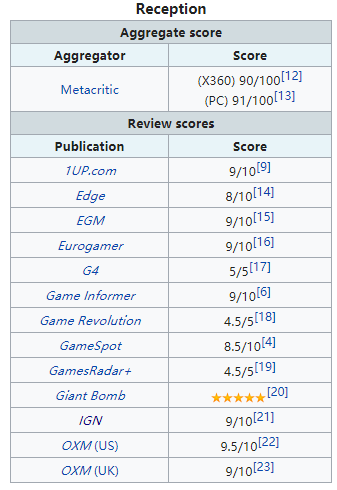 Reception
Aggregate score
Aggregator Score
Metacritic (X360) 90/100[12]
(PC) 91/100[13]
Review scores
Publication Score
1UP.com 9/10[9]
Edge 8/10[14]
EGM 9/10[15]
Eurogamer 9/10[16]
G4 5/5[17]
Game Informer 9/10[6]
Game Revolution 4.5/5[18]
GameSpot 8.5/10[4]
GamesRadar+ 4.5/5[19]
Giant Bomb ★★★★★[20]
IGN 9/10[21]
OXM (US) 9.5/10[22]
OXM (UK) 9/10[23]